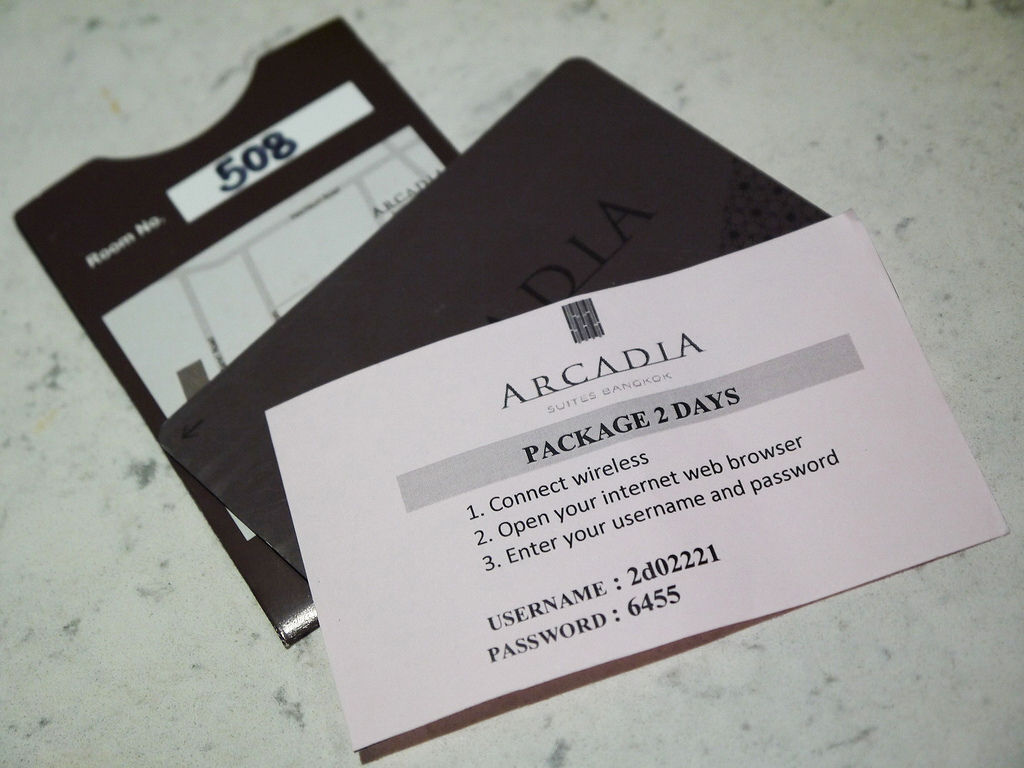 Room No.
508
ARCADIA
ADIA
ARCADIA
SUITES BANGKOK
PACKAGE 2 DAYS
1. Connect wireless
2. Open your internet web browser
3. Enter your username and password
USERNAME : 2d02221
PASSWORD : 6455